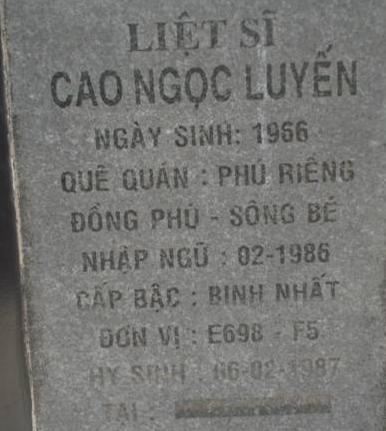 LIỆT SĨ
CAO NGỌC LUYẾN
NGÀY SINH: 1966
QUÊ QUÁN : PHÚ RIÊNG
ĐỒNG PHÚ - SÔNG BÉ
NHẬP NGŨ : 02-1986
CẤP BẬC : BINH NHẤT
ĐƠN VỊ : E698 - F5
HY SINH : 06-02-1987
TẠI :